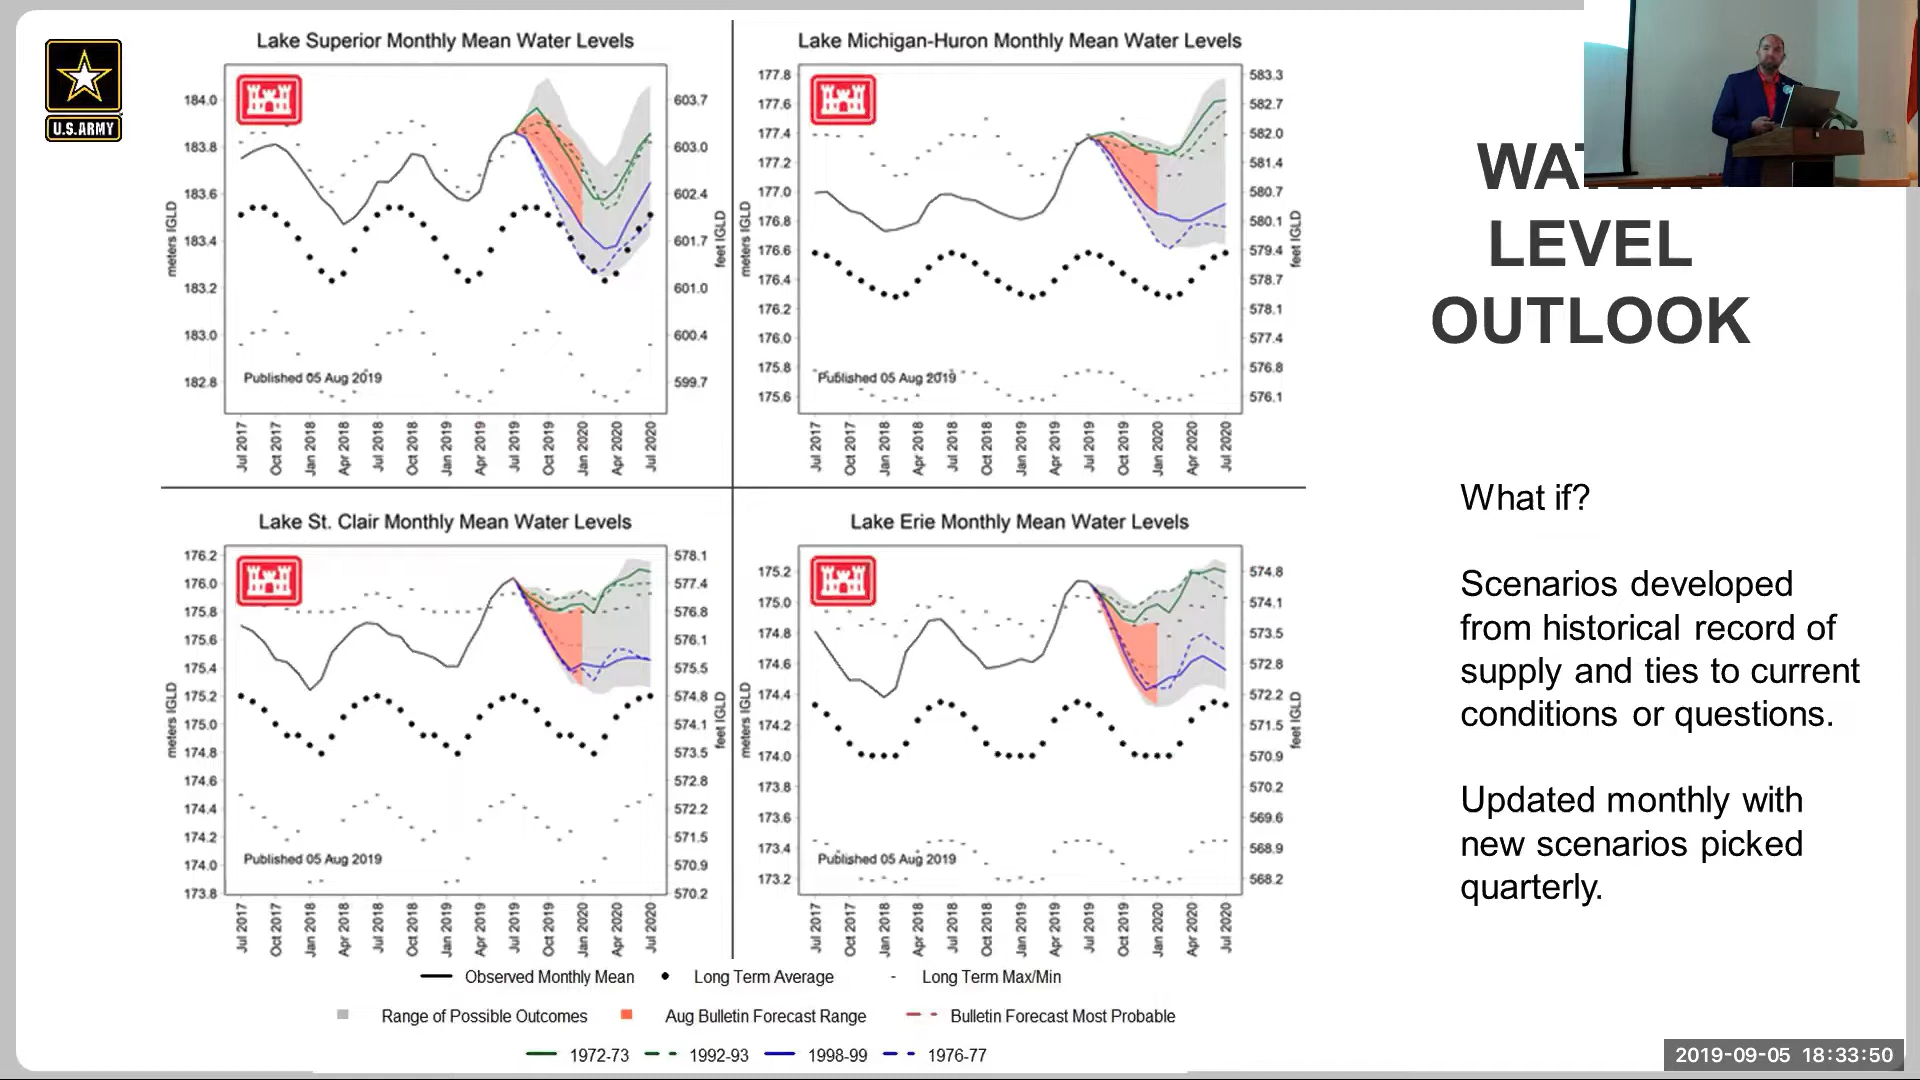 U.S.ARMY
Lake Superior Monthly Mean Water Levels
184.0
183.8
183.6
183.4
183.2
183.0
182.8
meters IGLD
603.7
603.0
602.4
601.7
601.0
600.4
599.7
feet IGLD
Published 05 Aug 2019
Jul 2017
Oct 2017
Jan 2018
Apr 2018
Jul 2018
Oct 2018
Jan 2019
Apr 2019
Jul 2019
Oct 2019
Jan 2020
Apr 2020
Jul 2020
Lake Michigan-Huron Monthly Mean Water Levels
177.8
177.6
177.4
177.2
177.0
176.8
176.6
176.4
176.2
176.0
175.8
175.6
meters IGLD
583.3
582.7
582.0
581.4
580.7
580.1
579.4
578.7
578.1
577.4
576.8
576.1
feet IGLD
Published 05 Aug 2019
Jul 2017
Oct 2017
Jan 2018
Apr 2018
Jul 2018
Oct 2018
Jan 2019
Apr 2019
Jul 2019
Oct 2019
Jan 2020
Apr 2020
Jul 2020
Lake St. Clair Monthly Mean Water Levels
176.2
176.0
175.8
175.6
175.4
175.2
175.0
174.8
174.6
174.4
174.2
174.0
173.8
meters IGLD
578.1
577.4
576.8
576.1
575.5
574.8
574.1
573.5
572.8
572.2
571.5
570.9
570.2
feet IGLD
Published 05 Aug 2019
Jul 2017
Oct 2017
Jan 2018
Apr 2018
Jul 2018
Oct 2018
Jan 2019
Apr 2019
Jul 2019
Oct 2019
Jan 2020
Apr 2020
Jul 2020
Lake Erie Monthly Mean Water Levels
175.2
175.0
174.8
174.6
174.4
174.2
174.0
173.8
173.6
173.4
173.2
meters IGLD
574.8
574.1
573.5
572.8
572.2
571.5
570.9
570.2
569.6
568.9
568.2
feet IGLD
Published 05 Aug 2019
Jul 2017
Oct 2017
Jan 2018
Apr 2018
Jul 2018
Oct 2018
Jan 2019
Apr 2019
Jul 2019
Oct 2019
Jan 2020
Apr 2020
Jul 2020
Observed Monthly Mean
Long Term Average
Long Term Max/Min
Range of Possible Outcomes
Aug Bulletin Forecast Range
Bulletin Forecast Most Probable
1972-73
1992-93
1998-99
1976-77
WATER
LEVEL
OUTLOOK
What if?
Scenarios developed
from historical record of
supply and ties to current
conditions or questions.
Updated monthly with
new scenarios picked
quarterly.
2019-09-05 18:33:50